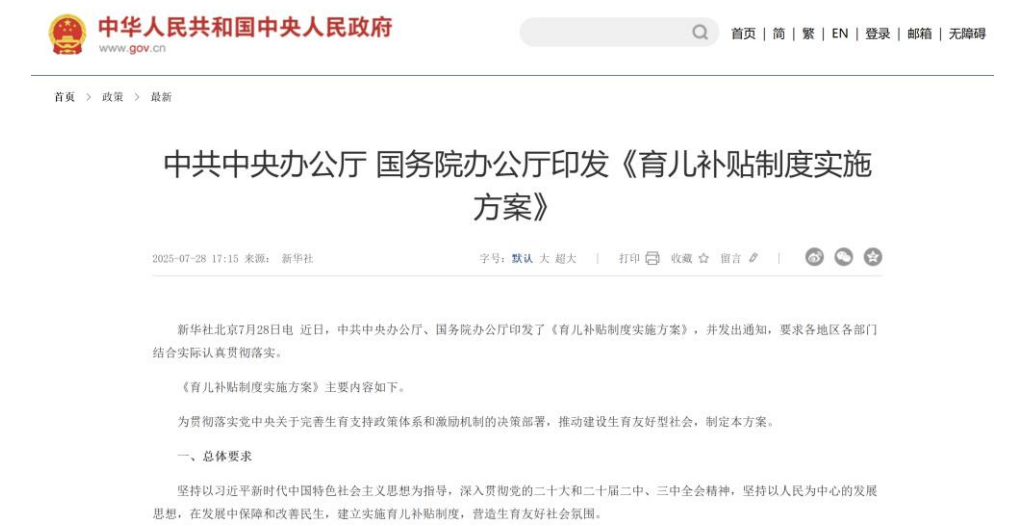 中华人民共和国中央人民政府
www.gov.cn
首页 | 简 | 繁 | EN | 登录 | 邮箱 | 无障碍
首页 > 政策 > 最新
中共中央办公厅 国务院办公厅印发《育儿补贴制度实施
方案》
2025-07-28 17:15 来源： 新华社 字号：默认 大 超大 | 打印 收藏 留言 |
新华社北京7月28日电 近日，中共中央办公厅、国务院办公厅印发了《育儿补贴制度实施方案》，并发出通知，要求各地区各部门
结合实际认真贯彻落实。
《育儿补贴制度实施方案》主要内容如下。
为贯彻落实党中央关于完善生育支持政策体系和激励机制的决策部署，推动建设生育友好型社会，制定本方案。
一、总体要求
坚持以习近平新时代中国特色社会主义思想为指导，深入贯彻党的二十大和二十届二中、三中全会精神，坚持以人民为中心的发展
思想，在发展中保障和改善民生，建立实施育儿补贴制度，营造生育友好社会氛围。